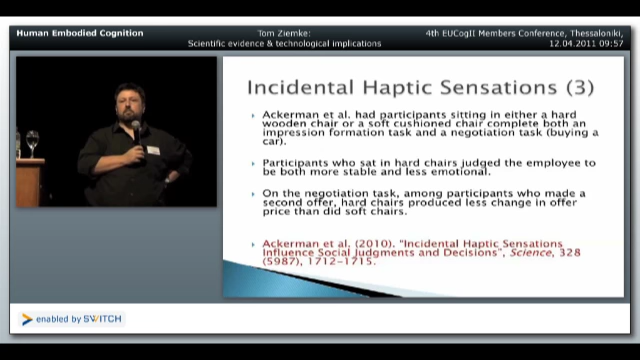 Human Embodied Cognition
Tom Ziemke:
Scientific evidence & technological implications
4th EUCogII Members Conference, Thessaloniki,
12.04.2011 09:57
Incidental Haptic Sensations (3)
Ackerman et al. had participants sitting in either a hard
wooden chair or a soft cushioned chair complete both an
impression formation task and a negotiation task (buying a
car).
Participants who sat in hard chairs judged the employee to
be both more stable and less emotional.
On the negotiation task, among participants who made a
second offer, hard chairs produced less change in offer
price than did soft chairs.
Ackerman et al. (2010). "Incidental Haptic Sensations
Influence Social Judgments and Decisions", Science, 328
(5987), 1712-1715.
enabled by SWITCH